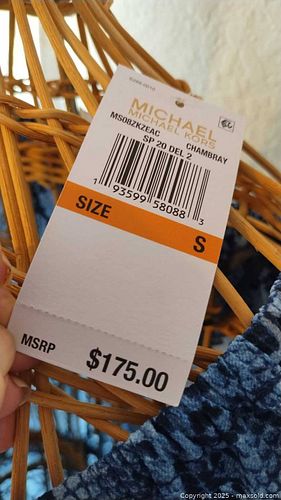 MICHAEL
MICHAEL KORS
MS08ZKZEAC CHAMBRAY
SP 20 DEL 2
1 93599 58088 3
SIZE S
MSRP $175.00
Copyright 2025 - maxsold.com